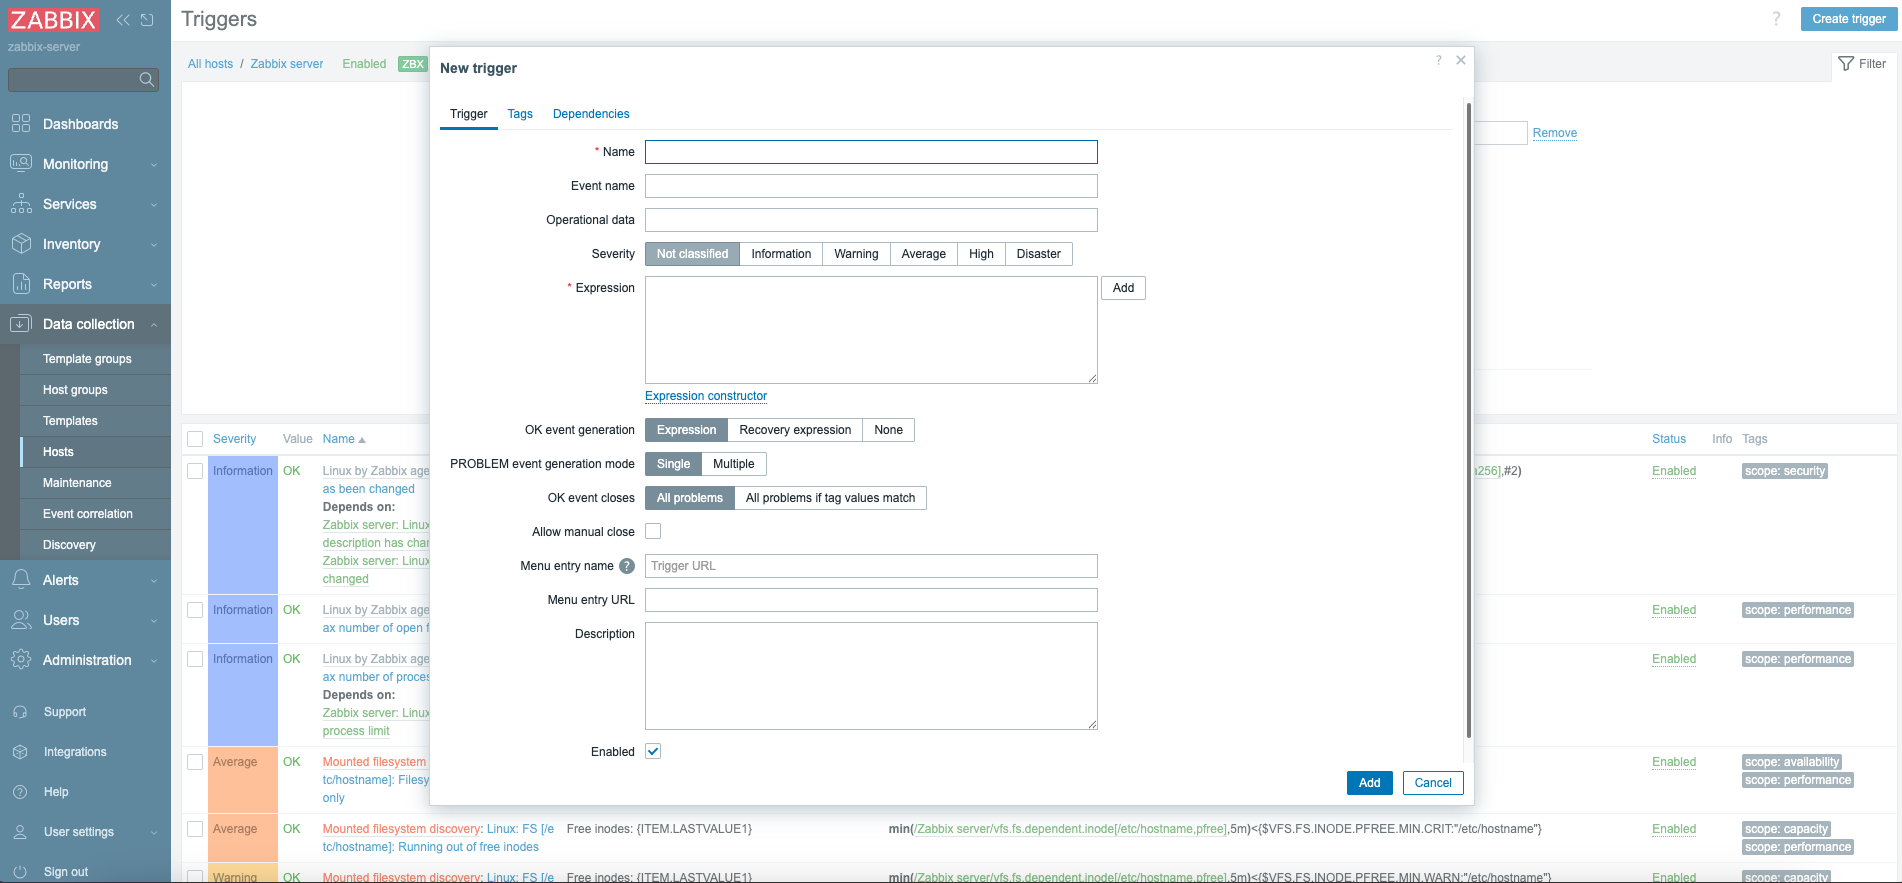 ZABBIX
zabbix-server
Dashboards
Monitoring
Services
Inventory
Reports
Data collection
Template groups
Host groups
Templates
Hosts
Maintenance
Event correlation
Discovery
Alerts
Users
Administration
Support
Integrations
Help
User settings
Sign out
Triggers
? Create trigger
All hosts / Zabbix server Enabled ZBX
Filter
Remove
New trigger
?
Trigger Tags Dependencies
* Name
Event name
Operational data
Severity Not classified Information Warning Average High Disaster
* Expression Add
Expression constructor
OK event generation Expression Recovery expression None
PROBLEM event generation mode Single Multiple
OK event closes All problems All problems if tag values match
Allow manual close
Menu entry name ? Trigger URL
Menu entry URL
Description
Enabled
Add Cancel
Severity Value Name Status Info Tags
Information OK Linux by Zabbix age a256],#2) Enabled scope: security
as been changed
Depends on:
Zabbix server: Linux
description has char
Zabbix server: Linux
changed
Information OK Linux by Zabbix age Enabled scope: performance
ax number of open f
Information OK Linux by Zabbix age Enabled scope: performance
ax number of proces
Depends on:
Zabbix server: Linux
process limit
Average OK Mounted filesystem Enabled scope: availability
tc/hostname]: Filesy scope: performance
only
Average OK Mounted filesystem discovery: Linux: FS [/e Free inodes: {ITEM.LASTVALUE1} min(/Zabbix server/vfs.fs.dependent.inode[/etc/hostname,pfree],5m)<{$VFS.FS.INODE.PFREE.MIN.CRIT:"/etc/hostname"} Enabled scope: capacity
tc/hostname]: Running out of free inodes scope: performance
Warning OK Mounted filesystem discovery: Linux: FS [/e Free inodes: {ITEM.LASTVALUE1} min(/Zabbix server/vfs.fs.dependent.inode[/etc/hostname,pfree],5m)<{$VFS.FS.INODE.PFREE.MIN.WARN:"/etc/hostname"} Enabled scope: capacity